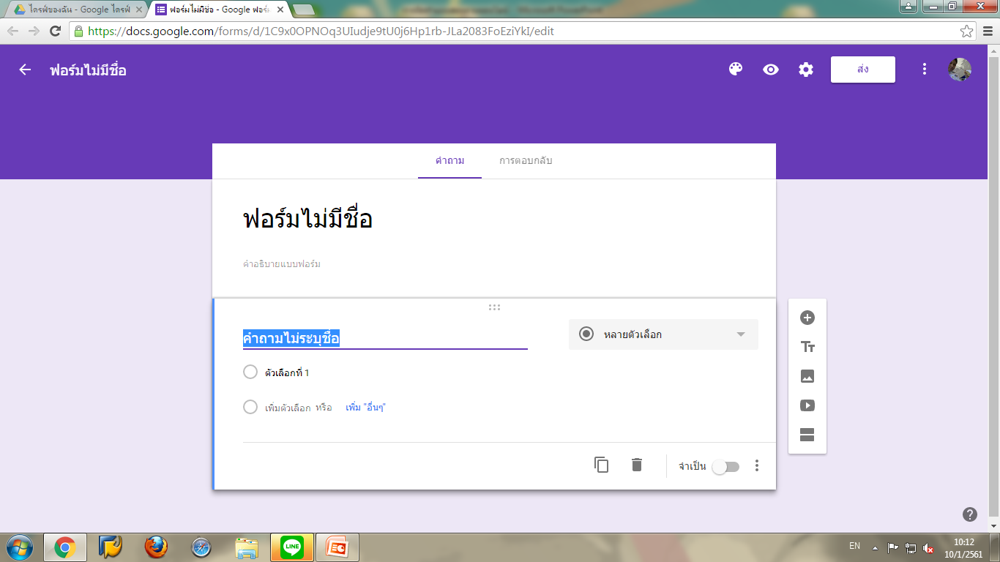 ไดรฟ์ของฉัน - Google ไดรฟ์
ฟอร์มไม่มีชื่อ - Google ฟอร์ม
https://docs.google.com/forms/d/1C9x0OPNOq3UIudje9tU0j6Hp1rb-JLa2083FoEziYkI/edit
ฟอร์มไม่มีชื่อ
ส่ง
คำถาม การตอบกลับ
ฟอร์มไม่มีชื่อ
คำอธิบายแบบฟอร์ม
คำถามไม่ระบุชื่อ
หลายตัวเลือก
ตัวเลือกที่ 1
เพิ่มตัวเลือก หรือ เพิ่ม "อื่นๆ"
จำเป็น
LINE
EN
10:12
10/1/2561